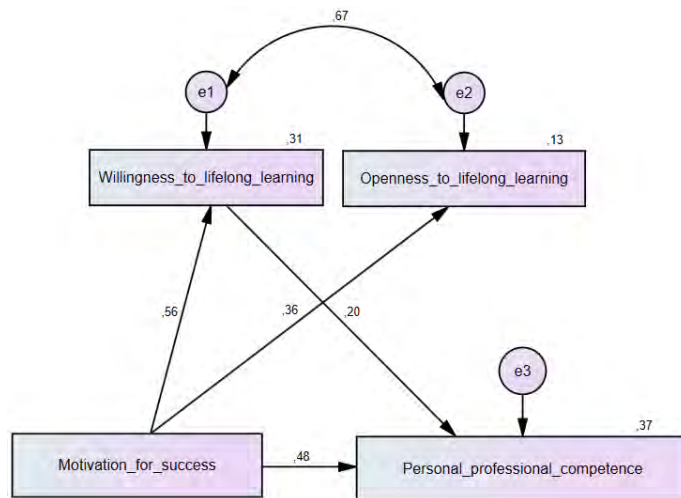 ,67
e1
e2
,31
,13
Willingness_to_lifelong_learning
Openness_to_lifelong_learning
,56
,36
,20
e3
,37
Motivation_for_success
,48
Personal_professional_competence